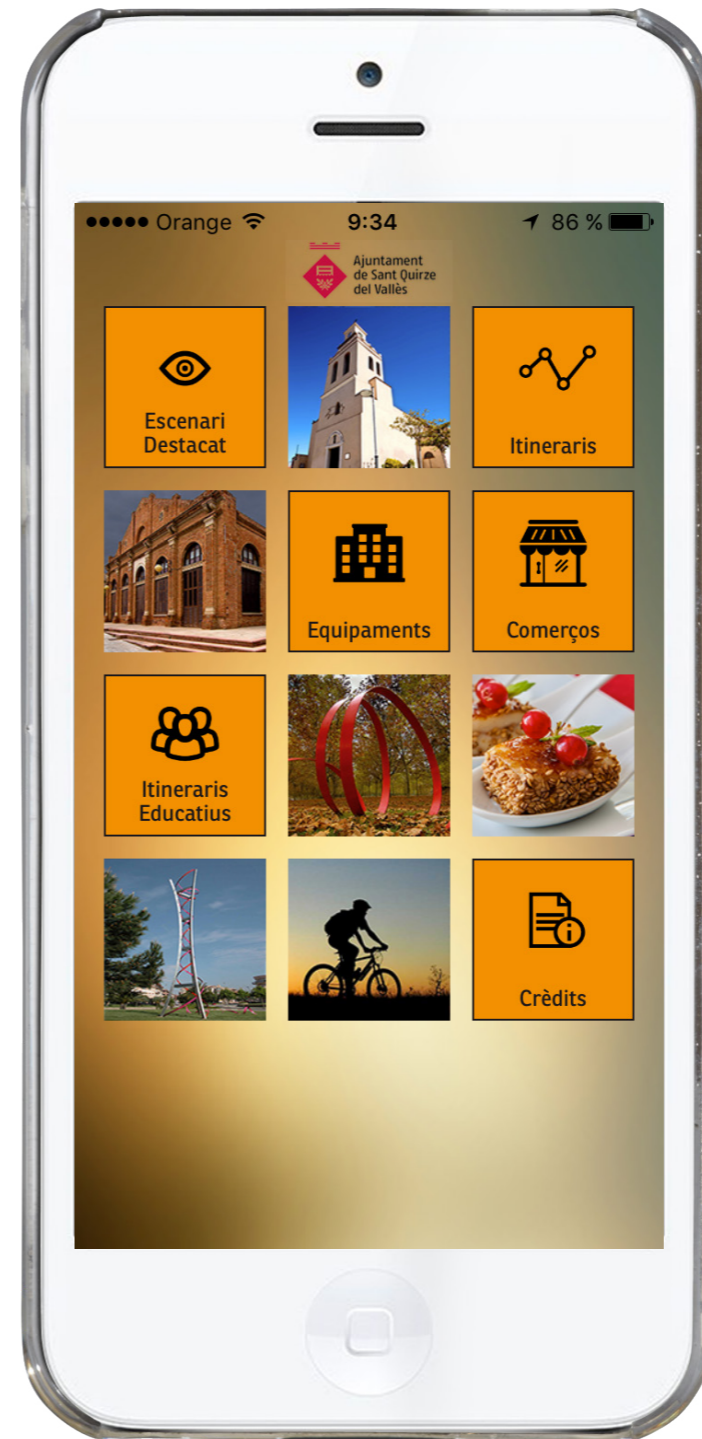 Orange 9:34 86 %
Ajuntament
de Sant Quirze
del Vallès
Escenari
Destacat
Itineraris
Equipaments
Comerços
Itineraris
Educatius
Crèdits